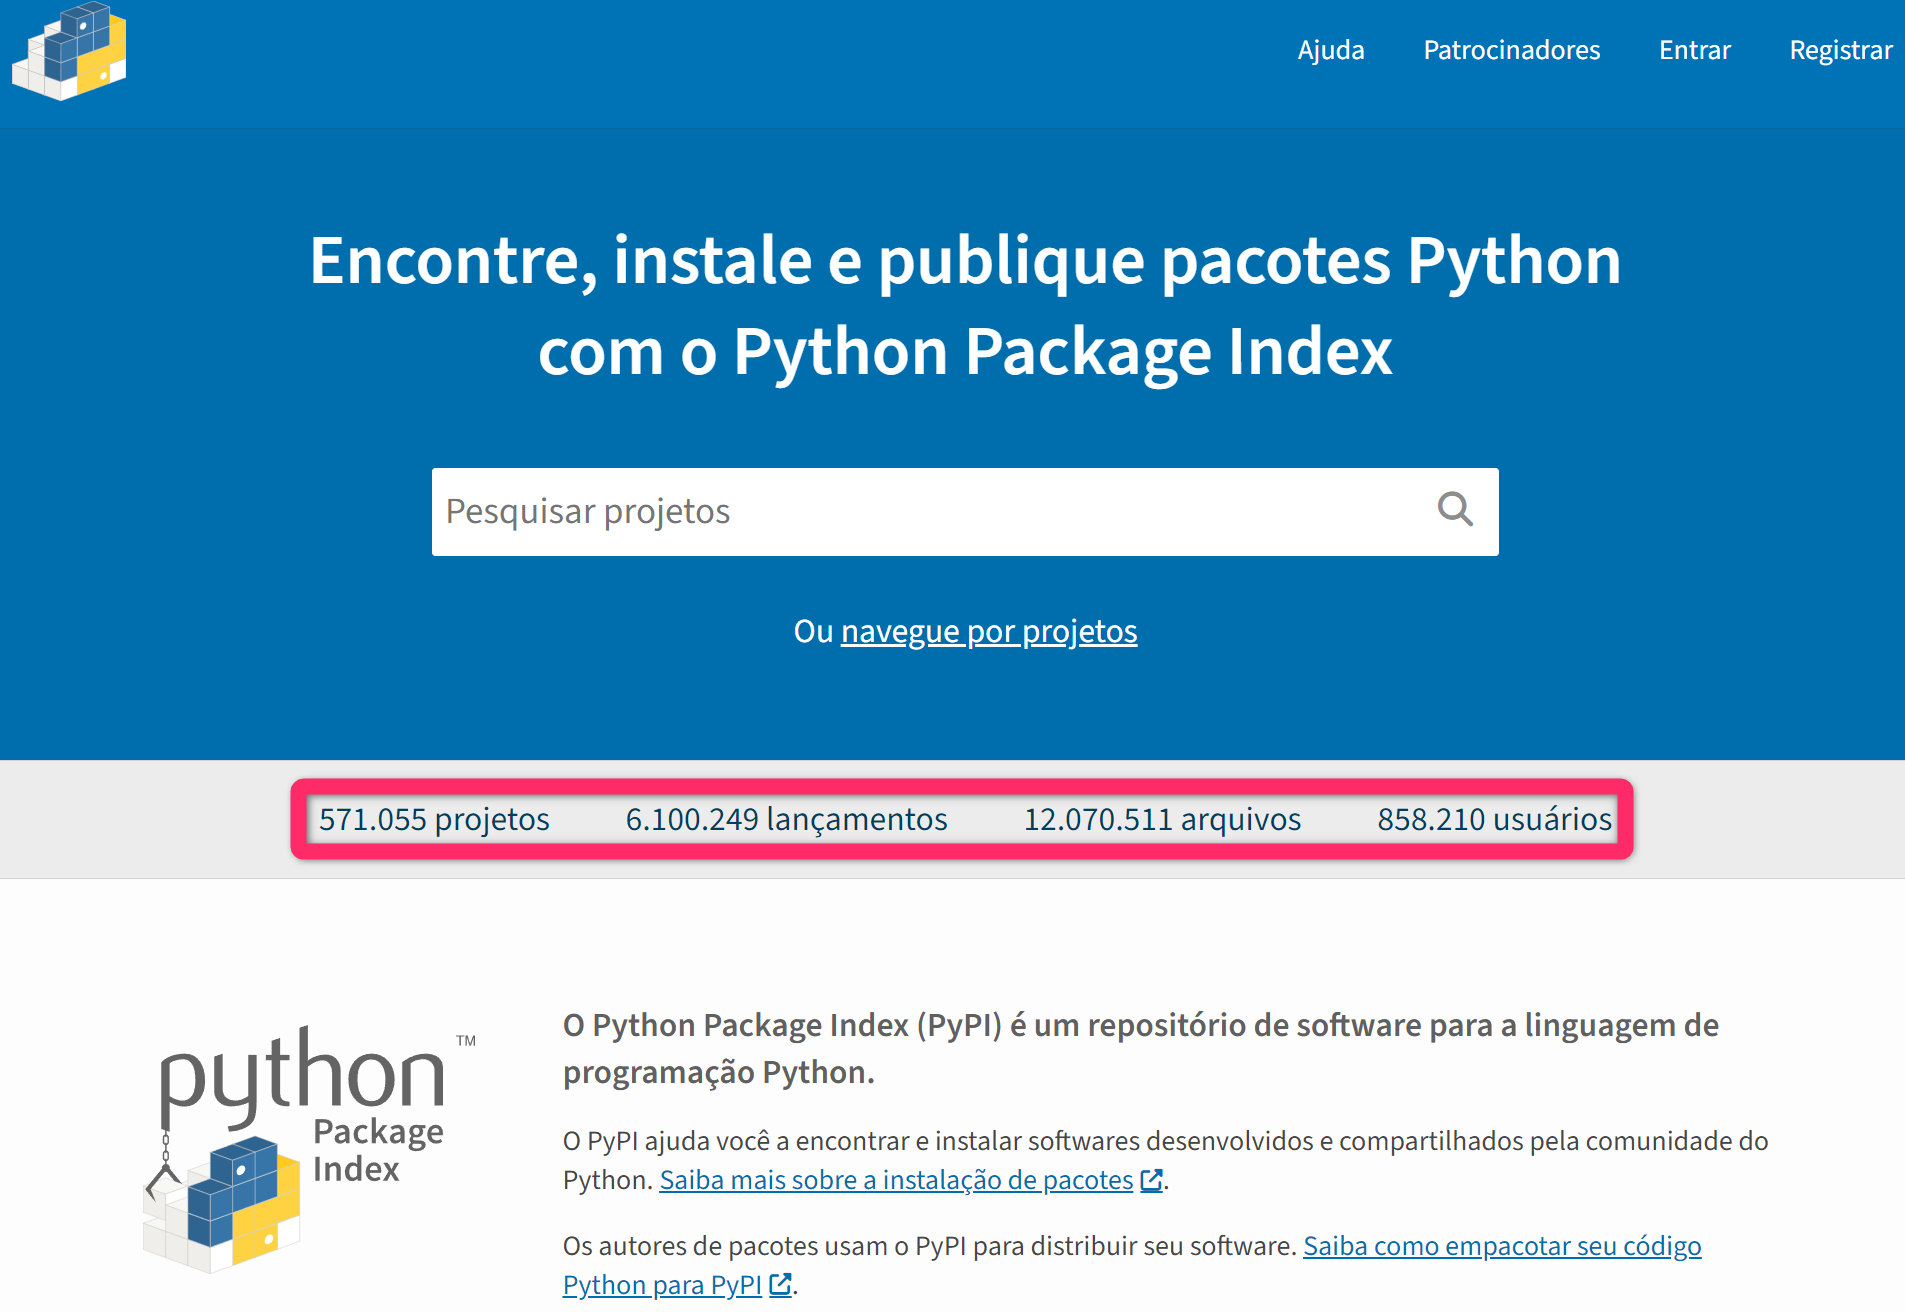 Ajuda Patrocinadores Entrar Registrar
Encontre, instale e publique pacotes Python
com o Python Package Index
Pesquisar projetos
Ou navegue por projetos
571.055 projetos 6.100.249 lançamentos 12.070.511 arquivos 858.210 usuários
python™
Package
Index
O Python Package Index (PyPI) é um repositório de software para a linguagem de
programação Python.
O PyPI ajuda você a encontrar e instalar softwares desenvolvidos e compartilhados pela comunidade do
Python. Saiba mais sobre a instalação de pacotes.
Os autores de pacotes usam o PyPI para distribuir seu software. Saiba como empacotar seu código
Python para PyPI.